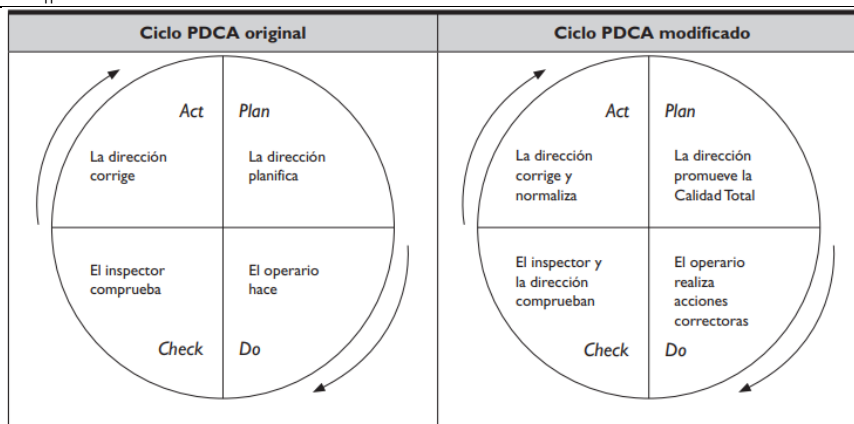 Ciclo PDCA original
Act
Plan
La dirección
corrige
La dirección
planifica
El inspector
comprueba
El operario
hace
Check
Do
Ciclo PDCA modificado
Act
Plan
La dirección
corrige y
normaliza
La dirección
promueve la
Calidad Total
El inspector y
la dirección
comprueban
El operario
realiza
acciones
correctoras
Check
Do